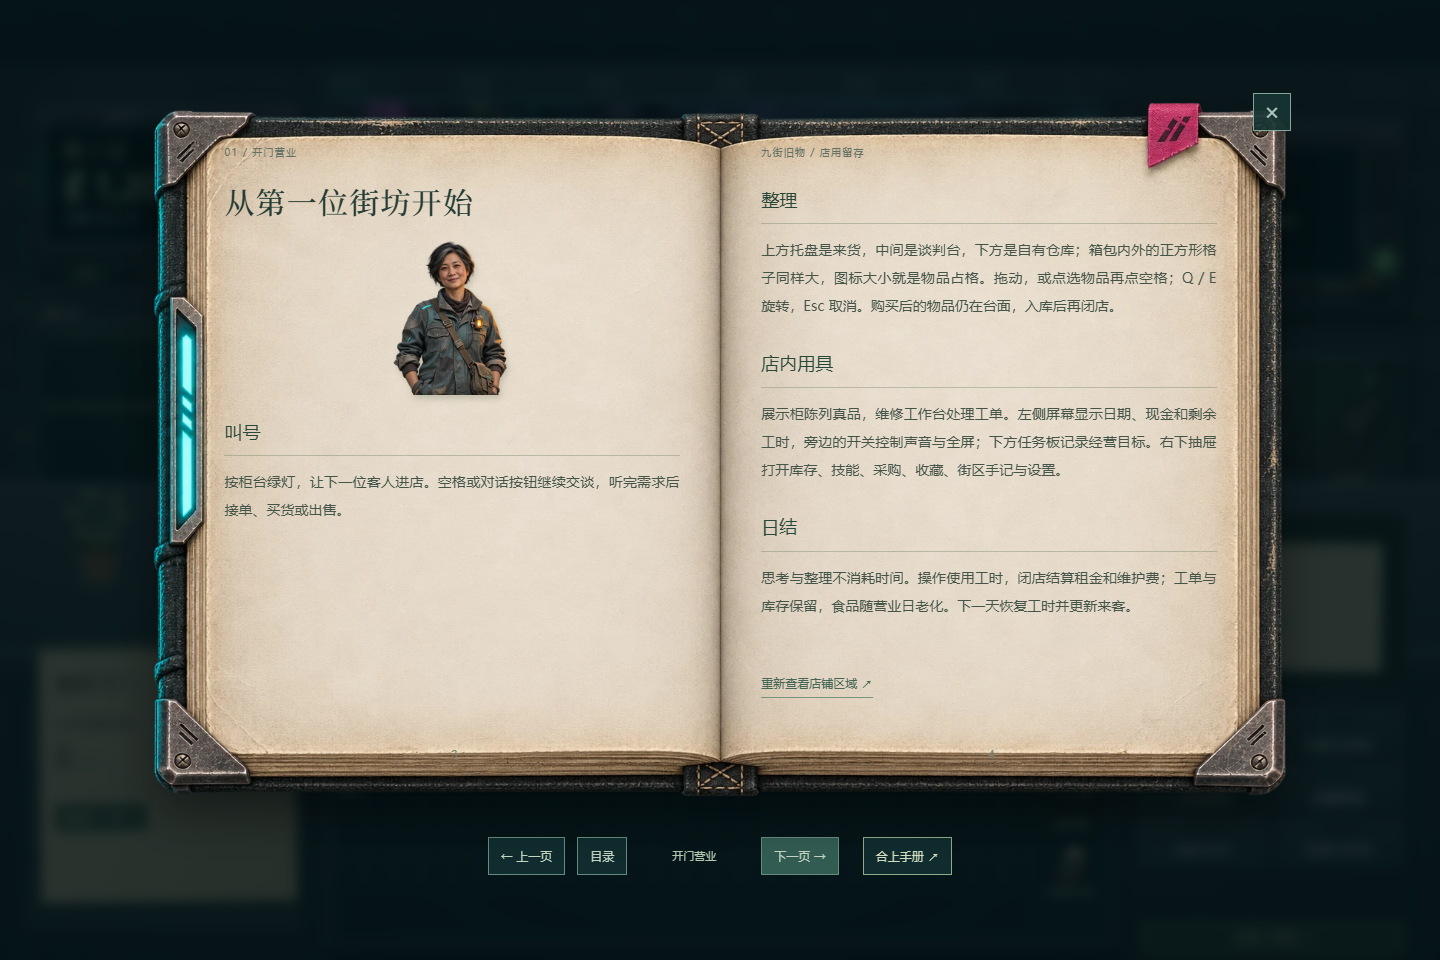 01 / 开门营业
从第一位街坊开始
叫号
按柜台绿灯，让下一位客人进店。空格或对话按钮继续交谈，听完需求后
接单、买货或出售。
九街旧物 / 店用留存
整理
上方托盘是来货，中间是谈判台，下方是自有仓库；箱包内外的正方形格
子同样大，图标大小就是物品占格。拖动，或点选物品再点空格；Q / E
旋转，Esc 取消。购买后的物品仍在台面，入库后再闭店。
店内用具
展示柜陈列真品，维修工作台处理工单。左侧屏幕显示日期、现金和剩余
工时，旁边的开关控制声音与全屏；下方任务板记录经营目标。右下抽屉
打开库存、技能、采购、收藏、街区手记与设置。
日结
思考与整理不消耗时间。操作使用工时，闭店结算租金和维护费；工单与
库存保留，食品随营业日老化。下一天恢复工时并更新来客。
重新查看店铺区域 ↗
×
← 上一页
目录
开门营业
下一页 →
合上手册 ↗